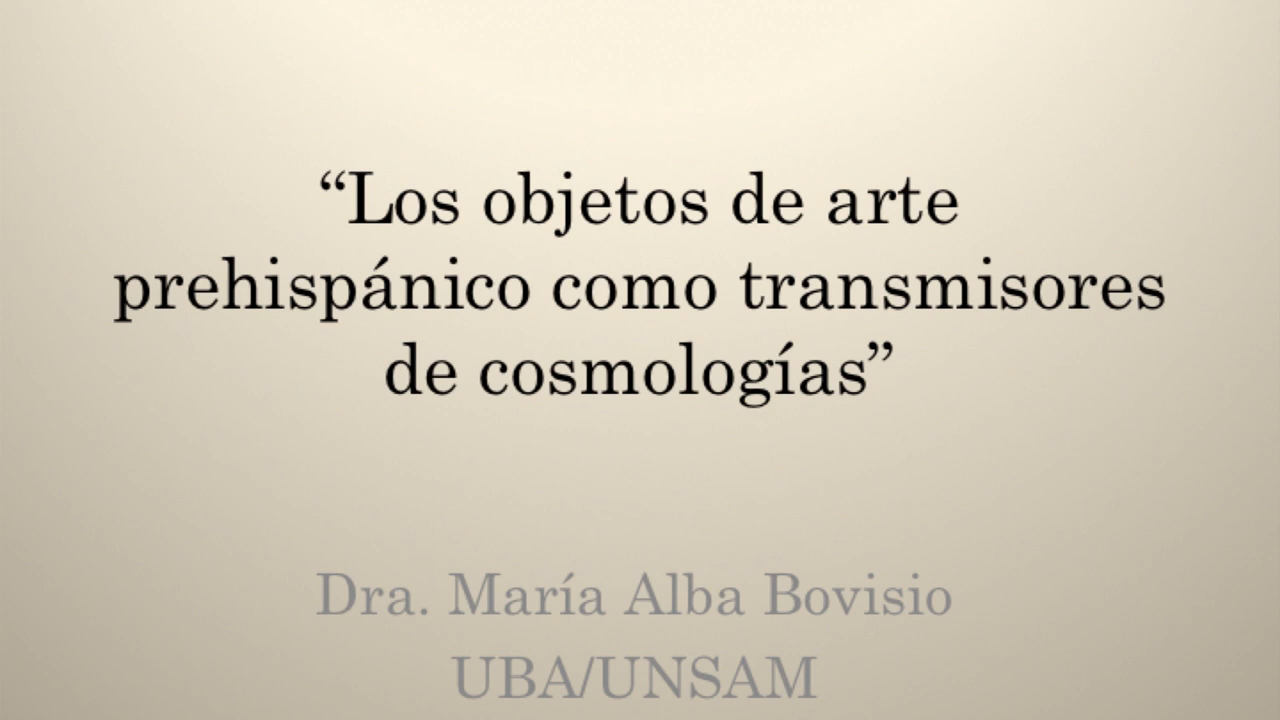 “Los objetos de arte
prehispánico como transmisores
de cosmologías”
Dra. María Alba Bovisio
UBA/UNSAM